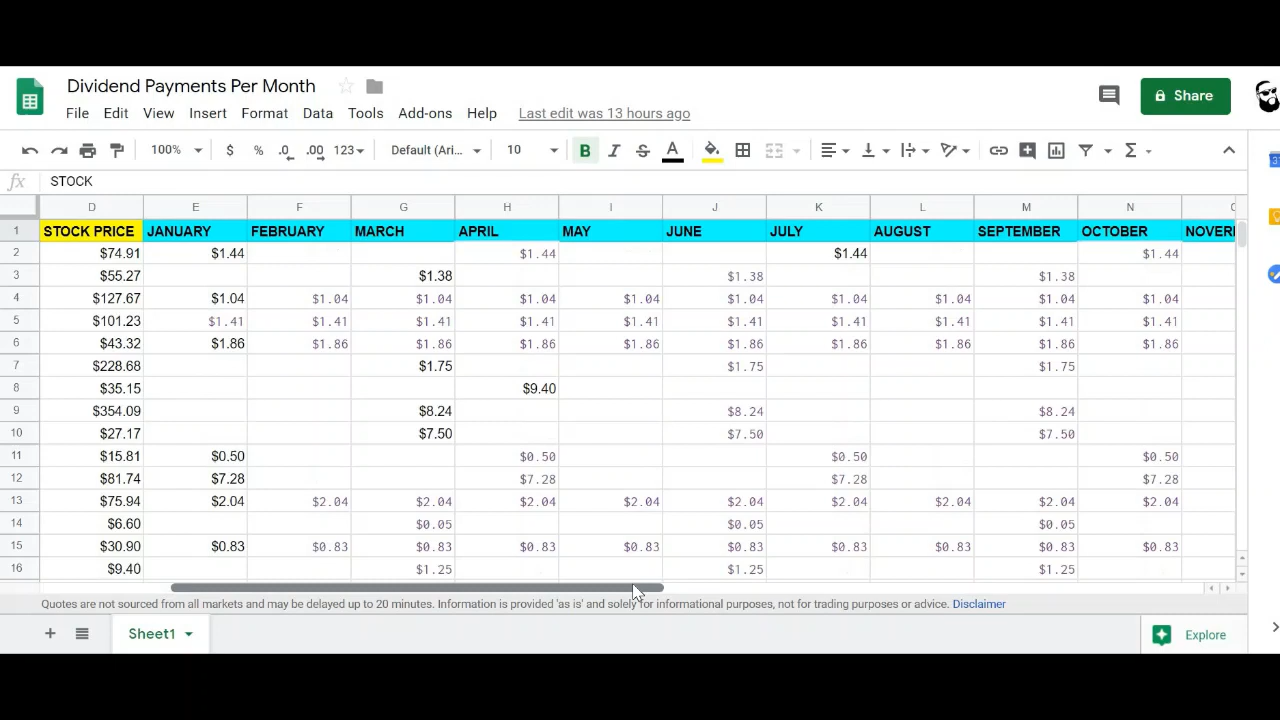 Dividend Payments Per Month
File Edit View Insert Format Data Tools Add-ons Help Last edit was 13 hours ago
Share
100% $ % .0 .00 123 Default (Ari... 10 B I S A
fx STOCK
D E F G H I J K L M N
1 STOCK PRICE JANUARY FEBRUARY MARCH APRIL MAY JUNE JULY AUGUST SEPTEMBER OCTOBER
2 $74.91 $1.44 $1.44 $1.44 $1.44
3 $55.27 $1.38 $1.38 $1.38
4 $127.67 $1.04 $1.04 $1.04 $1.04 $1.04 $1.04 $1.04 $1.04 $1.04 $1.04
5 $101.23 $1.41 $1.41 $1.41 $1.41 $1.41 $1.41 $1.41 $1.41 $1.41 $1.41
6 $43.32 $1.86 $1.86 $1.86 $1.86 $1.86 $1.86 $1.86 $1.86 $1.86 $1.86
7 $228.68 $1.75 $1.75 $1.75
8 $35.15 $9.40
9 $354.09 $8.24 $8.24 $8.24
10 $27.17 $7.50 $7.50 $7.50
11 $15.81 $0.50 $0.50 $0.50 $0.50
12 $81.74 $7.28 $7.28 $7.28 $7.28
13 $75.94 $2.04 $2.04 $2.04 $2.04 $2.04 $2.04 $2.04 $2.04 $2.04 $2.04
14 $6.60 $0.05 $0.05 $0.05
15 $30.90 $0.83 $0.83 $0.83 $0.83 $0.83 $0.83 $0.83 $0.83 $0.83 $0.83
16 $9.40 $1.25 $1.25 $1.25
Quotes are not sourced from all markets and may be delayed up to 20 minutes. Information is provided 'as is' and solely for informational purposes, not for trading purposes or advice. Disclaimer
Sheet1
Explore